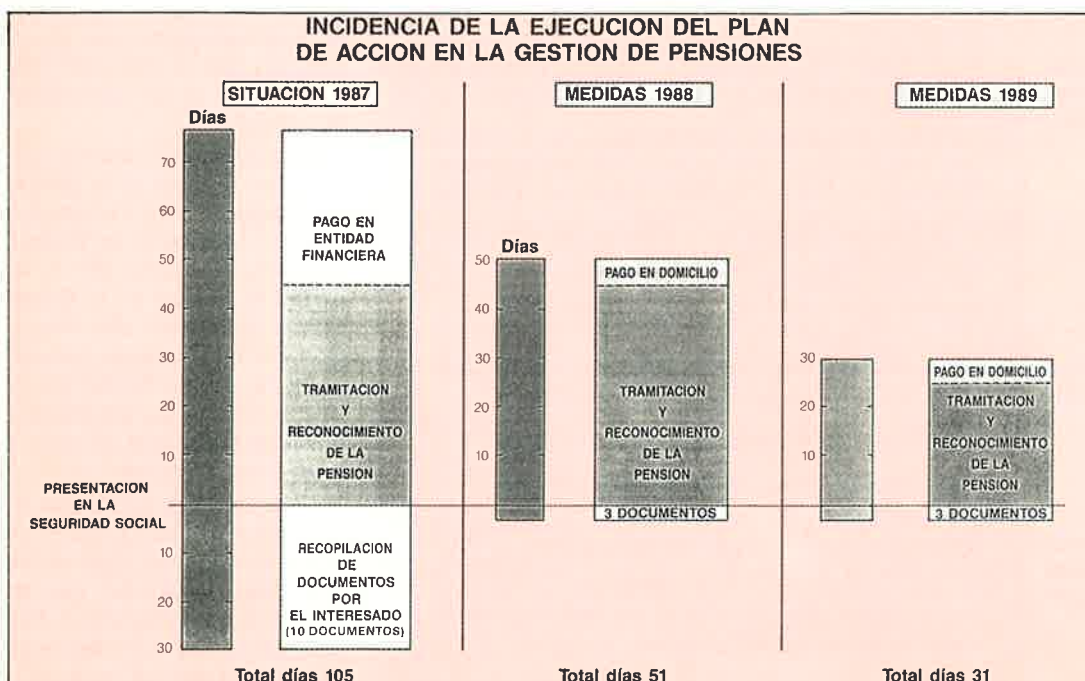 INCIDENCIA DE LA EJECUCION DEL PLAN
DE ACCION EN LA GESTION DE PENSIONES
SITUACION 1987
Días
70
60
50
40
30
20
10
PRESENTACION
EN LA
SEGURIDAD SOCIAL
10
20
30
PAGO EN
ENTIDAD
FINANCIERA
TRAMITACION
Y
RECONOCIMIENTO
DE LA
PENSION
RECOPILACION
DE
DOCUMENTOS
POR
EL INTERESADO
(10 DOCUMENTOS)
Total días 105
MEDIDAS 1988
Días
50
40
30
20
10
PAGO EN DOMICILIO
TRAMITACION
Y
RECONOCIMIENTO
DE LA
PENSION
3 DOCUMENTOS
Total días 51
MEDIDAS 1989
30
20
10
PAGO EN DOMICILIO
TRAMITACION
Y
RECONOCIMIENTO
DE LA
PENSION
3 DOCUMENTOS
Total días 31